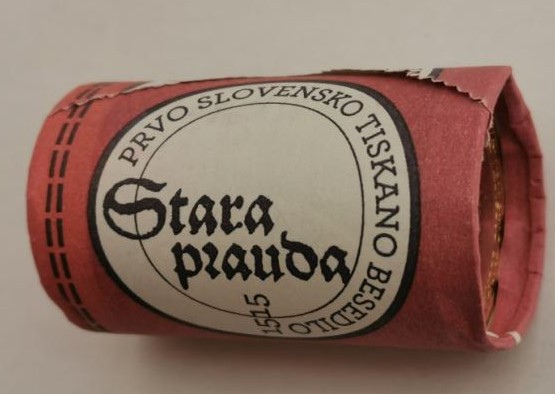 PRVO SLOVENSKO TISKANO BESEDILO
Stara
prauda
1515